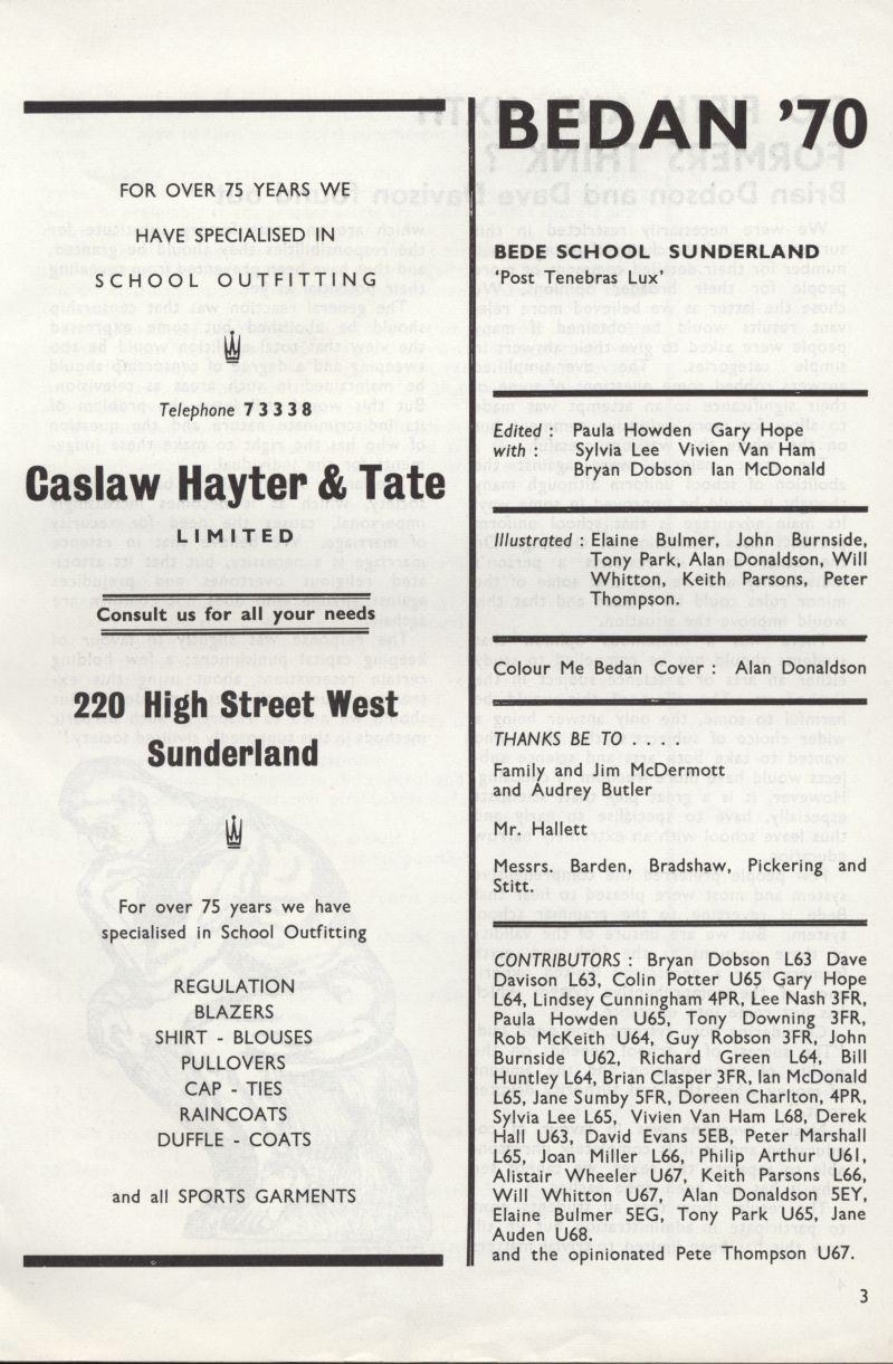 FOR OVER 75 YEARS WE
HAVE SPECIALISED IN
SCHOOL OUTFITTING
Telephone 73338
Caslaw Hayter & Tate
LIMITED
Consult us for all your needs
220 High Street West
Sunderland
For over 75 years we have
specialised in School Outfitting
REGULATION
BLAZERS
SHIRT - BLOUSES
PULLOVERS
CAP - TIES
RAINCOATS
DUFFLE - COATS
and all SPORTS GARMENTS
BEDAN '70
BEDE SCHOOL SUNDERLAND
'Post Tenebras Lux'
Edited : Paula Howden Gary Hope
with : Sylvia Lee Vivien Van Ham
Bryan Dobson Ian McDonald
Illustrated : Elaine Bulmer, John Burnside,
Tony Park, Alan Donaldson, Will
Whitton, Keith Parsons, Peter
Thompson.
Colour Me Bedan Cover : Alan Donaldson
THANKS BE TO . . . .
Family and Jim McDermott
and Audrey Butler
Mr. Hallett
Messrs. Barden, Bradshaw, Pickering and
Stitt.
CONTRIBUTORS : Bryan Dobson L63 Dave
Davison L63, Colin Potter U65 Gary Hope
L64, Lindsey Cunningham 4PR, Lee Nash 3FR,
Paula Howden U65, Tony Downing 3FR,
Rob McKeith U64, Guy Robson 3FR, John
Burnside U62, Richard Green L64, Bill
Huntley L64, Brian Clasper 3FR, Ian McDonald
L65, Jane Sumby 5FR, Doreen Charlton, 4PR,
Sylvia Lee L65, Vivien Van Ham L68, Derek
Hall U63, David Evans 5EB, Peter Marshall
L65, Joan Miller L66, Philip Arthur U61,
Alistair Wheeler U67, Keith Parsons L66,
Will Whitton U67, Alan Donaldson 5EY,
Elaine Bulmer 5EG, Tony Park U65, Jane
Auden U68.
and the opinionated Pete Thompson U67.
3